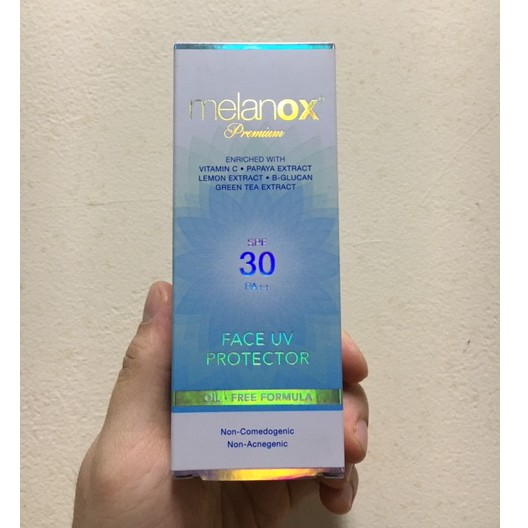 melanox
Premium
ENRICHED WITH
VITAMIN C • PAPAYA EXTRACT
LEMON EXTRACT • B-GLUCAN
GREEN TEA EXTRACT
SPF
30
PA++
FACE UV
PROTECTOR
OIL - FREE FORMULA
Non-Comedogenic
Non-Acnegenic